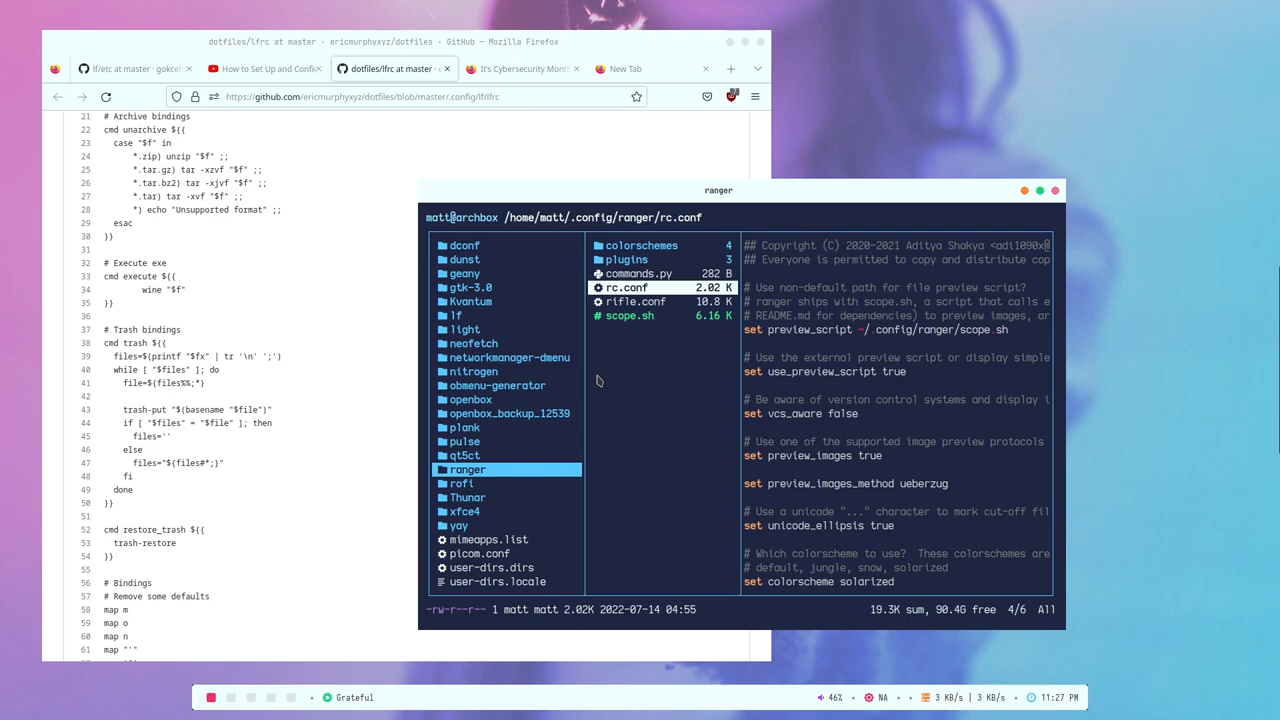 dotfiles/lfrc at master · ericmurphyxyz/dotfiles · GitHub — Mozilla Firefox
lf/etc at master · gokcel
How to Set Up and Confi
dotfiles/lfrc at master · e
It's Cybersecurity Month
New Tab
https://github.com/ericmurphyxyz/dotfiles/blob/master/.config/lf/lfrc
21 # Archive bindings
22 cmd unarchive ${{
23 case "$f" in
24 *.zip) unzip "$f" ;;
25 *.tar.gz) tar -xzvf "$f" ;;
26 *.tar.bz2) tar -xjvf "$f" ;;
27 *.tar) tar -xvf "$f" ;;
28 *) echo "Unsupported format" ;;
29 esac
30 }}
31
32 # Execute exe
33 cmd execute ${{
34 wine "$f"
35 }}
36
37 # Trash bindings
38 cmd trash ${{
39 files=$(printf "$fx" | tr '\n' ';')
40 while [ "$files" ]; do
41 file=${files%%;*}
42
43 trash-put "$(basename "$file")"
44 if [ "$files" = "$file" ]; then
45 files=''
46 else
47 files="${files#*;}"
48 fi
49 done
50 }}
51
52 cmd restore_trash ${{
53 trash-restore
54 }}
55
56 # Bindings
57 # Remove some defaults
58 map m
59 map o
60 map n
61 map "'"
ranger
matt@archbox /home/matt/.config/ranger/rc.conf
dconf
dunst
geany
gtk-3.0
Kvantum
lf
light
neofetch
networkmanager-dmenu
nitrogen
obmenu-generator
openbox
openbox_backup_12539
plank
pulse
qt5ct
ranger
rofi
Thunar
xfce4
yay
mimeapps.list
picom.conf
user-dirs.dirs
user-dirs.locale
colorschemes 4
plugins 3
commands.py 282 B
rc.conf 2.02 K
rifle.conf 10.8 K
# scope.sh 6.16 K
## Copyright (C) 2020-2021 Aditya Shakya <adi1090x@
## Everyone is permitted to copy and distribute cop
# Use non-default path for file preview script?
# ranger ships with scope.sh, a script that calls e
# README.md for dependencies) to preview images, ar
set preview_script ~/.config/ranger/scope.sh
# Use the external preview script or display simple
set use_preview_script true
# Be aware of version control systems and display i
set vcs_aware false
# Use one of the supported image preview protocols
set preview_images true
set preview_images_method ueberzug
# Use a unicode "..." character to mark cut-off fil
set unicode_ellipsis true
# Which colorscheme to use? These colorschemes are
# default, jungle, snow, solarized
set colorscheme solarized
-rw-r--r-- 1 matt matt 2.02K 2022-07-14 04:55
19.3K sum, 90.4G free 4/6 All
Grateful
46%
NA
3 KB/s | 3 KB/s
11:27 PM